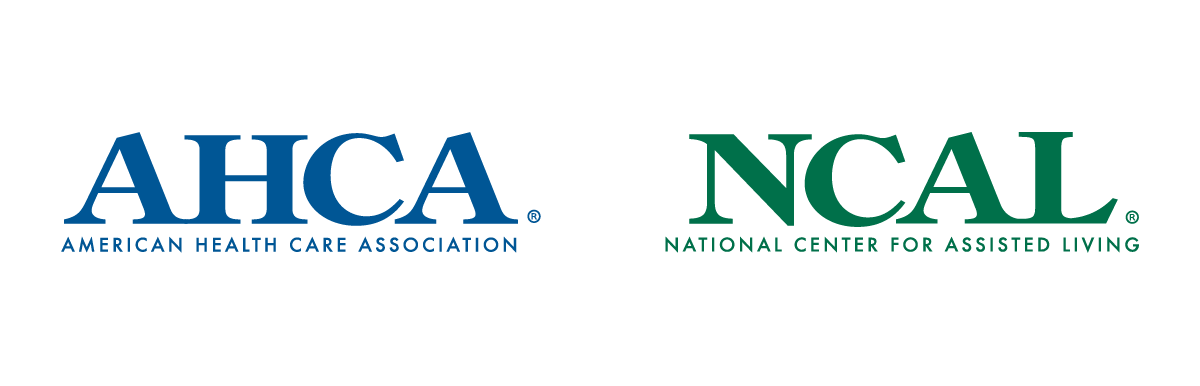 AHCA®
AMERICAN HEALTH CARE ASSOCIATION
NCAL®
NATIONAL CENTER FOR ASSISTED LIVING